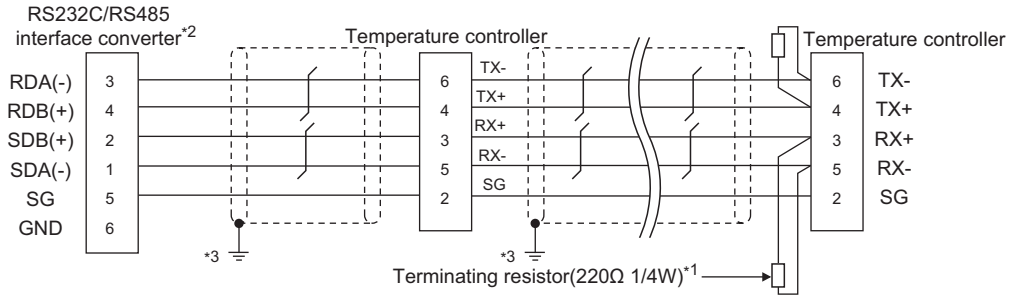 RS232C/RS485
interface converter*2
Temperature controller
Temperature controller
RDA(-) 3 6 TX- 6 TX-
RDB(+) 4 4 TX+ 4 TX+
SDB(+) 2 3 RX+ 3 RX+
SDA(-) 1 5 RX- 5 RX-
SG 5 2 SG 2 SG
GND 6
*3 *3
Terminating resistor(220Ω 1/4W)*1